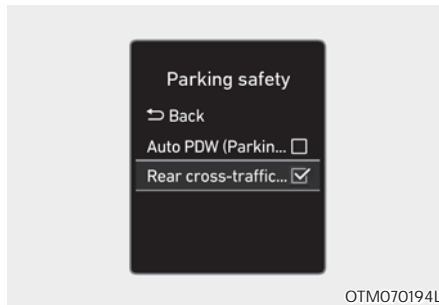 Parking safety
Back
Auto PDW (Parkin...
Rear cross-traffic...
OTM070194L